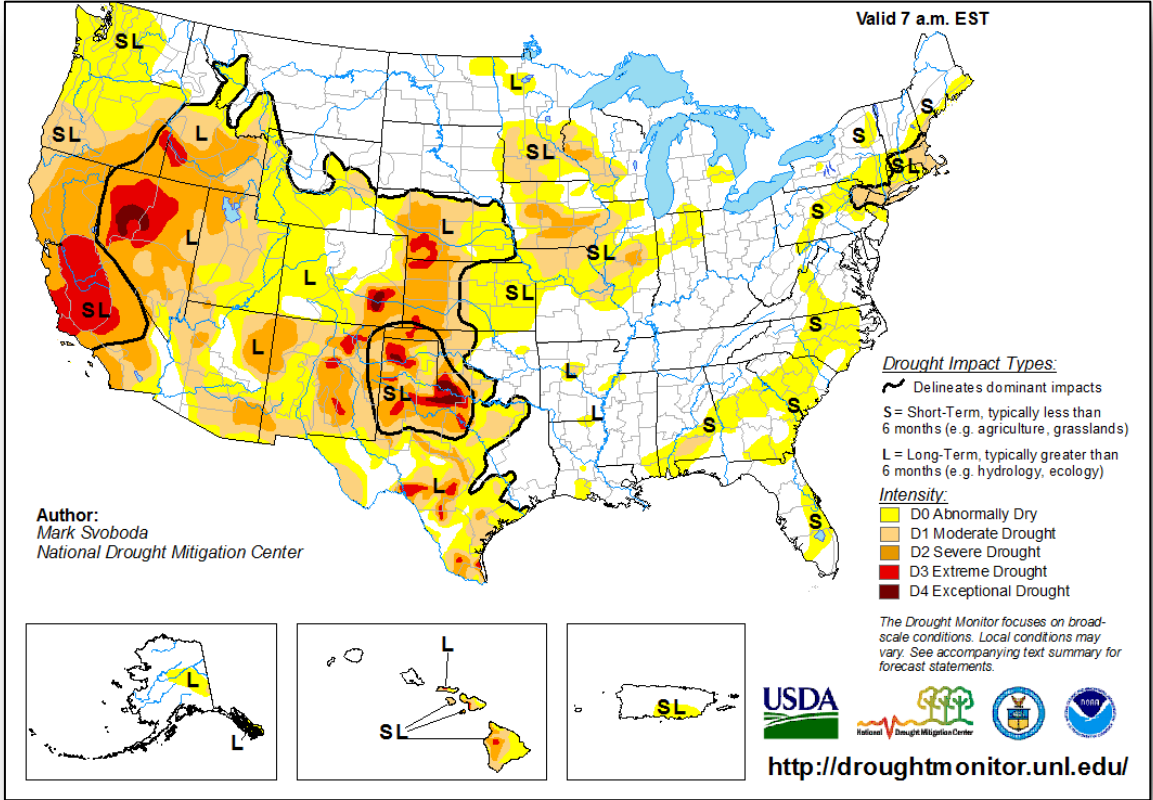 Valid 7 a.m. EST
SL
L
S
SL
L
SL
S
SL
L
L
S
L
SL
L
SL
S
L
L
SL
L
S
S
L
S
Drought Impact Types:
Delineates dominant impacts
S = Short-Term, typically less than
6 months (e.g. agriculture, grasslands)
L = Long-Term, typically greater than
6 months (e.g. hydrology, ecology)
Intensity:
D0 Abnormally Dry
D1 Moderate Drought
D2 Severe Drought
D3 Extreme Drought
D4 Exceptional Drought
Author:
Mark Svoboda
National Drought Mitigation Center
The Drought Monitor focuses on broad-
scale conditions. Local conditions may
vary. See accompanying text summary for
forecast statements.
L
L
L
SL
SL
USDA
National Drought Mitigation Center
noaa
http://droughtmonitor.unl.edu/